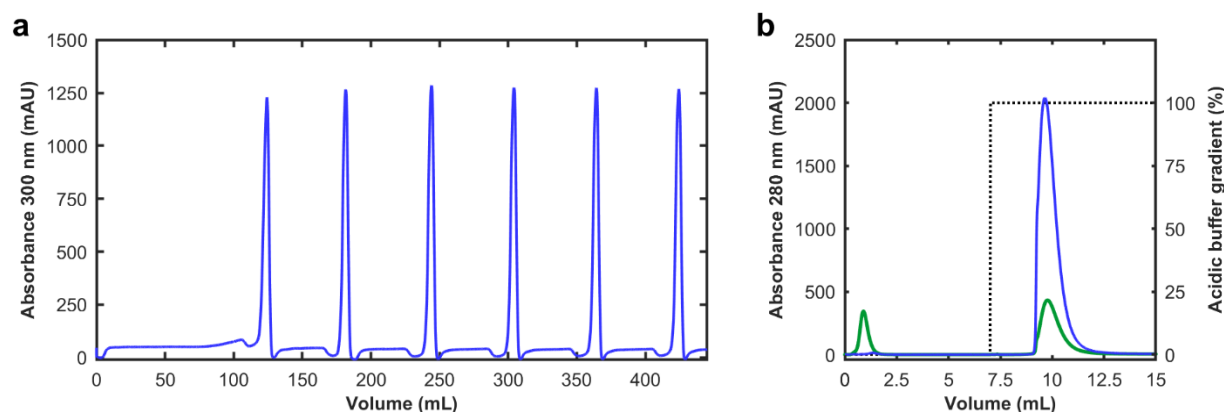 a
1500
1250
1000
750
500
250
0
Absorbance 300 nm (mAU)
0 50 100 150 200 250 300 350 400
Volume (mL)
b
2500
2000
1500
1000
500
0
Absorbance 280 nm (mAU)
100
75
50
25
0
Acidic buffer gradient (%)
0 2.5 5 7.5 10 12.5 15
Volume (mL)